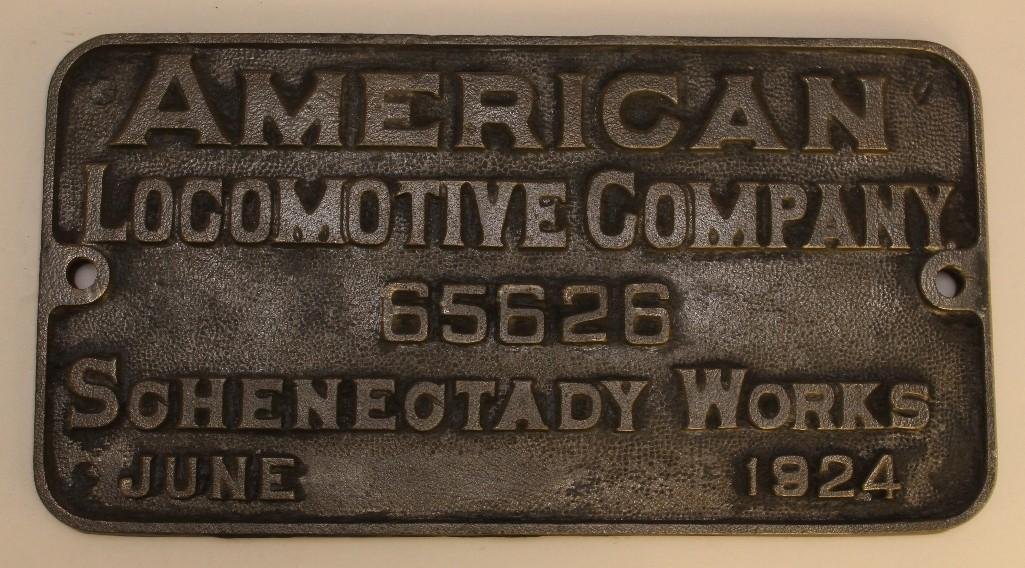 AMERICAN
LOCOMOTIVE COMPANY.
65626
SCHENECTADY WORKS
JUNE 1924